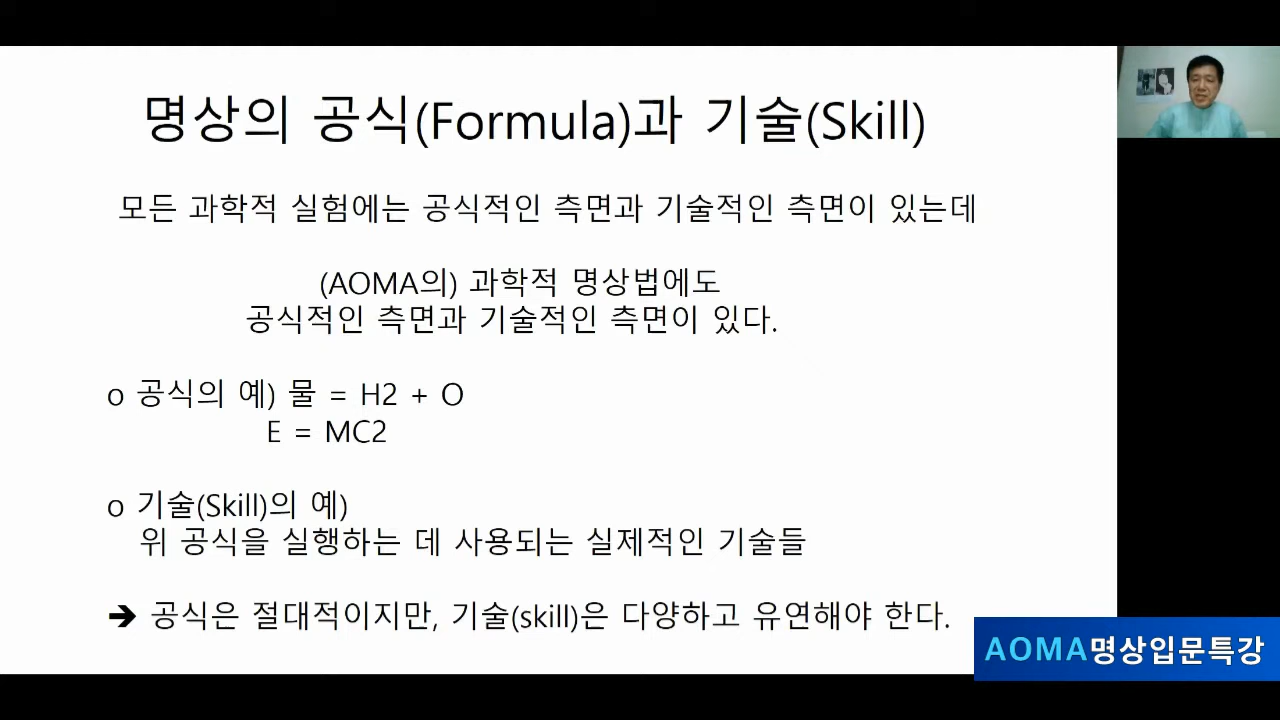 명상의 공식(Formula)과 기술(Skill)
모든 과학적 실험에는 공식적인 측면과 기술적인 측면이 있는데
(AOMA의) 과학적 명상법에도
공식적인 측면과 기술적인 측면이 있다.
o 공식의 예) 물 = H2 + O
E = MC2
o 기술(Skill)의 예)
위 공식을 실행하는 데 사용되는 실제적인 기술들
➔ 공식은 절대적이지만, 기술(skill)은 다양하고 유연해야 한다.
AOMA명상입문특강